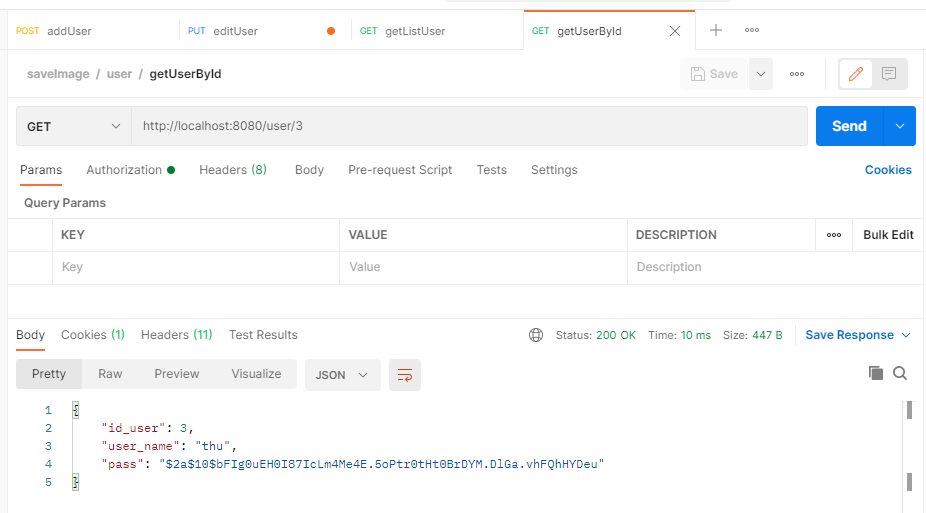 POST addUser PUT editUser GET getListUser GET getUserById
saveImage / user / getUserById Save
GET http://localhost:8080/user/3 Send
Params Authorization Headers (8) Body Pre-request Script Tests Settings Cookies
Query Params
KEY VALUE DESCRIPTION Bulk Edit
Key Value Description
Body Cookies (1) Headers (11) Test Results Status: 200 OK Time: 10 ms Size: 447 B Save Response
Pretty Raw Preview Visualize JSON
1 {
2 "id_user": 3,
3 "user_name": "thu",
4 "pass": "$2a$10$bFIg0uEH0I87IcLm4Me4E.5oPtr0tHt0BrDYM.DlGa.vhFQhHYDeu"
5 }